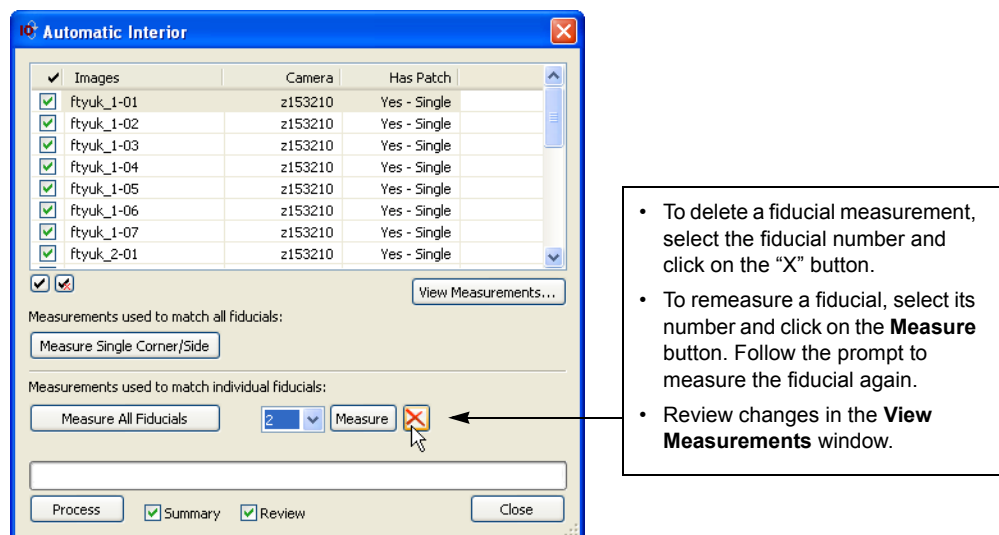 Automatic Interior
Images Camera Has Patch
ftyuk_1-01 z153210 Yes - Single
ftyuk_1-02 z153210 Yes - Single
ftyuk_1-03 z153210 Yes - Single
ftyuk_1-04 z153210 Yes - Single
ftyuk_1-05 z153210 Yes - Single
ftyuk_1-06 z153210 Yes - Single
ftyuk_1-07 z153210 Yes - Single
ftyuk_2-01 z153210 Yes - Single
View Measurements...
Measurements used to match all fiducials:
Measure Single Corner/Side
Measurements used to match individual fiducials:
Measure All Fiducials 2 Measure
Process Summary Review Close
• To delete a fiducial measurement,
select the fiducial number and
click on the “X” button.
• To remeasure a fiducial, select its
number and click on the Measure
button. Follow the prompt to
measure the fiducial again.
• Review changes in the View
Measurements window.